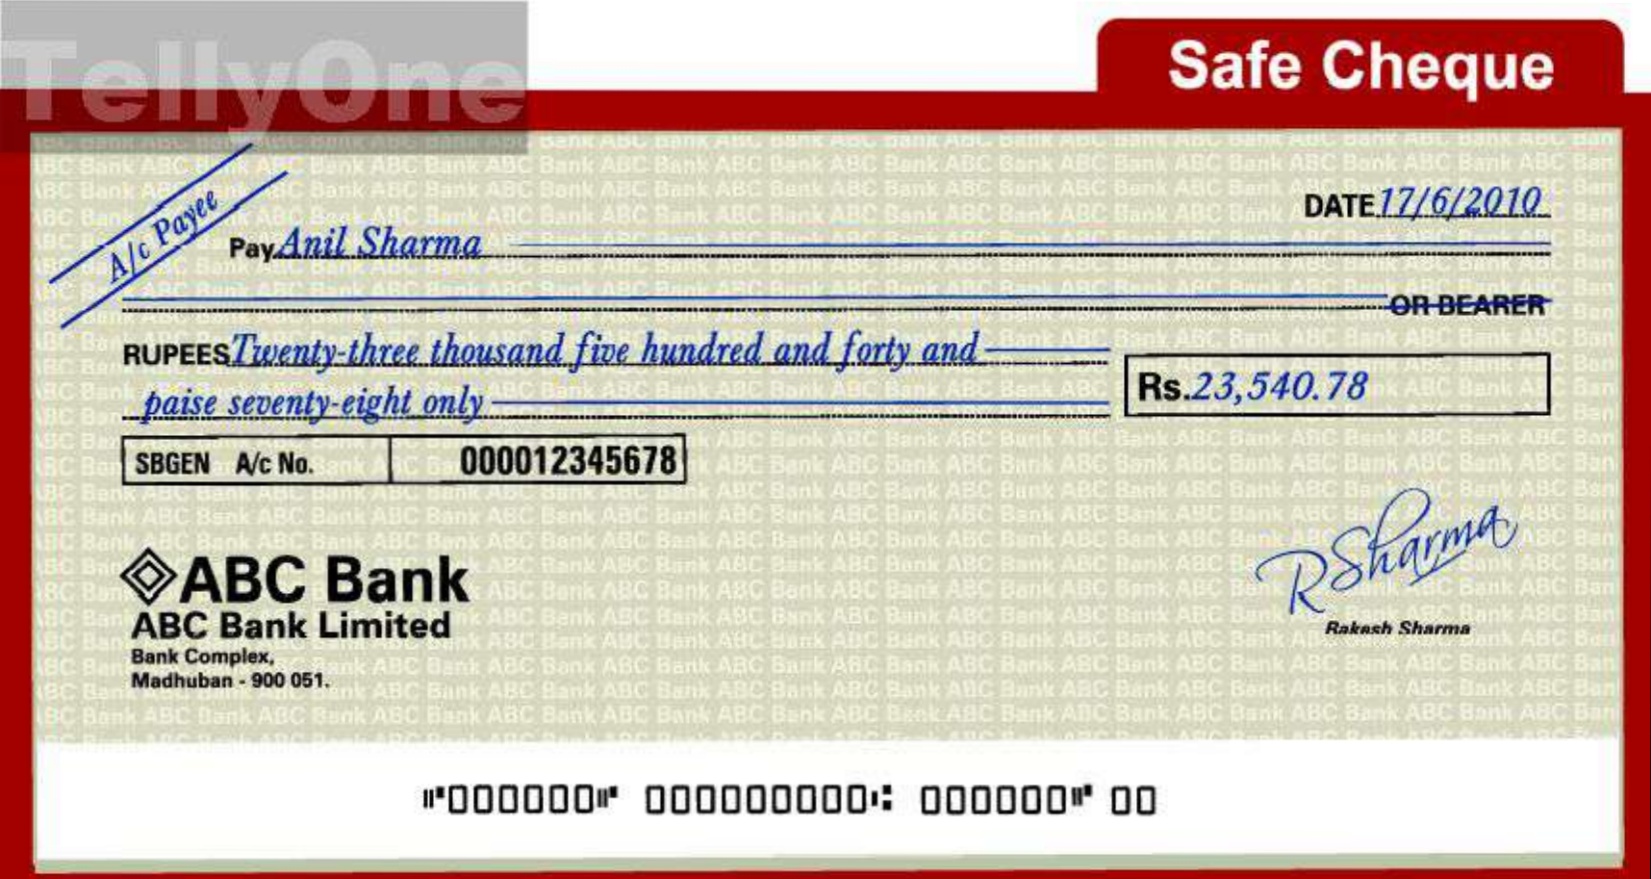 TellyOne
Safe Cheque
A/c Payee
DATE 17/6/2010
Pay Anil Sharma
OR BEARER
RUPEES Twenty-three thousand five hundred and forty and
paise seventy-eight only
Rs.23,540.78
SBGEN A/c No. 000012345678
ABC Bank
ABC Bank Limited
Bank Complex,
Madhuban - 900 051.
RSharma
Rakesh Sharma
⑈000000⑈ 000000000⑆ 000000⑈ 00